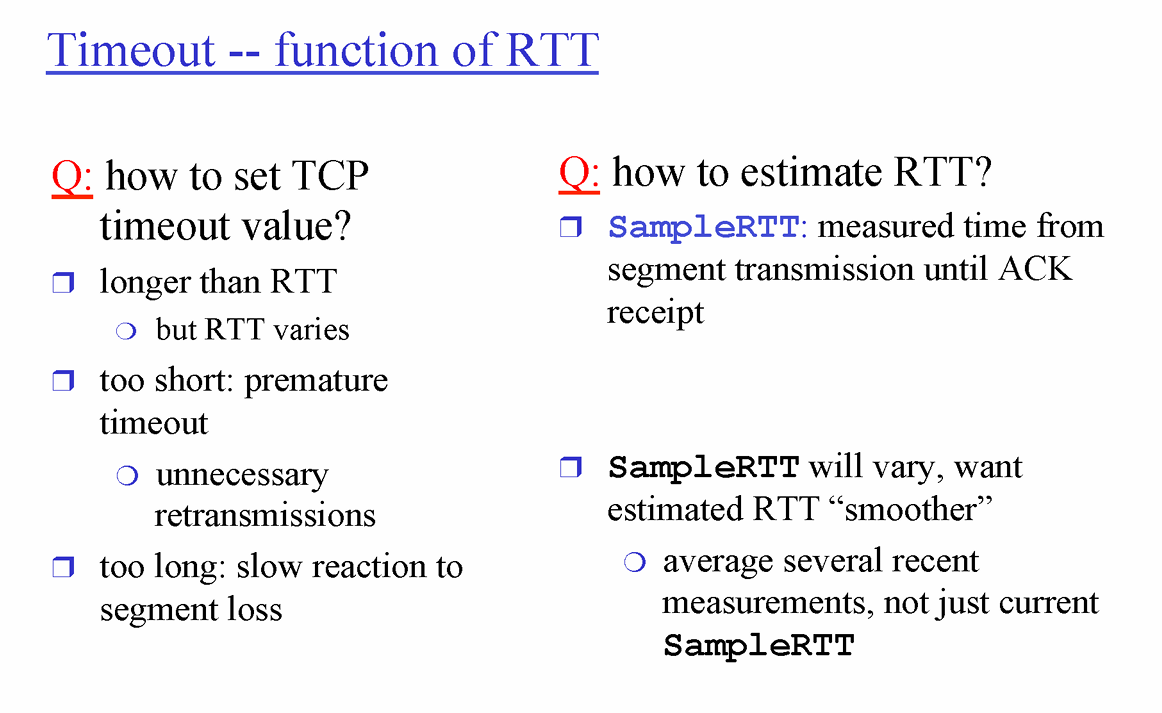 Timeout -- function of RTT
Q: how to set TCP
timeout value?
longer than RTT
but RTT varies
too short: premature
timeout
unnecessary
retransmissions
too long: slow reaction to
segment loss
Q: how to estimate RTT?
SampleRTT: measured time from
segment transmission until ACK
receipt
SampleRTT will vary, want
estimated RTT “smoother”
average several recent
measurements, not just current
SampleRTT